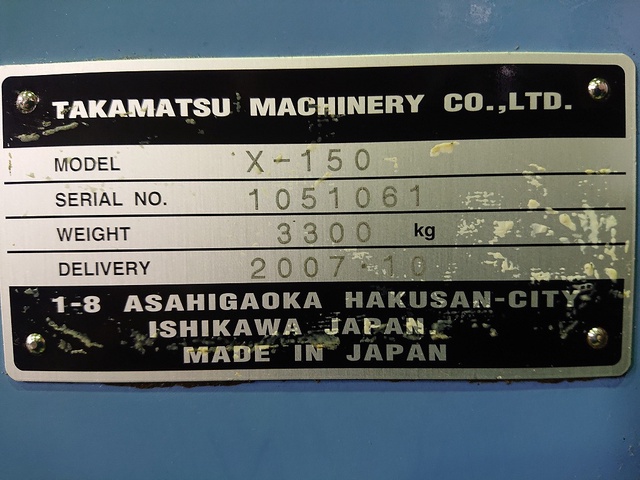 TAKAMATSU MACHINERY CO.,LTD.
MODEL X-150
SERIAL NO. 1051061
WEIGHT 3300 kg
DELIVERY 2007·10
1-8 ASAHIGAOKA HAKUSAN-CITY
ISHIKAWA JAPAN.
MADE IN JAPAN